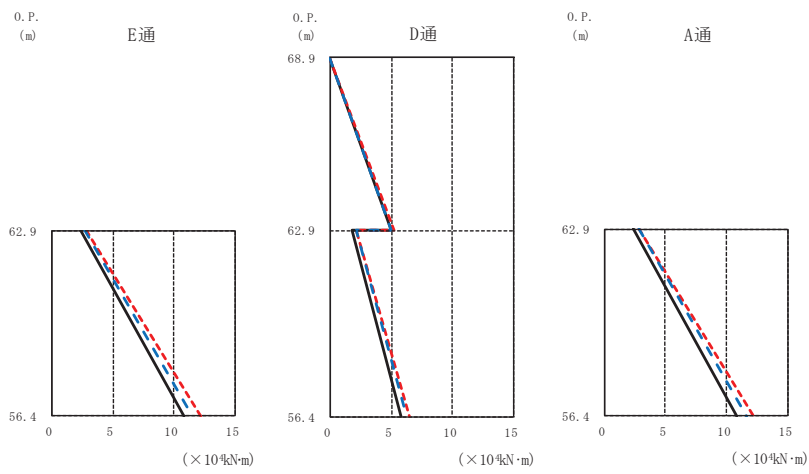 O.P.
(m)
E通
62.9
56.4
0 5 10 15
(×10⁴kN·m)
O.P.
(m)
D通
68.9
62.9
56.4
0 5 10 15
(×10⁴kN·m)
O.P.
(m)
A通
62.9
56.4
0 5 10 15
(×10⁴kN·m)